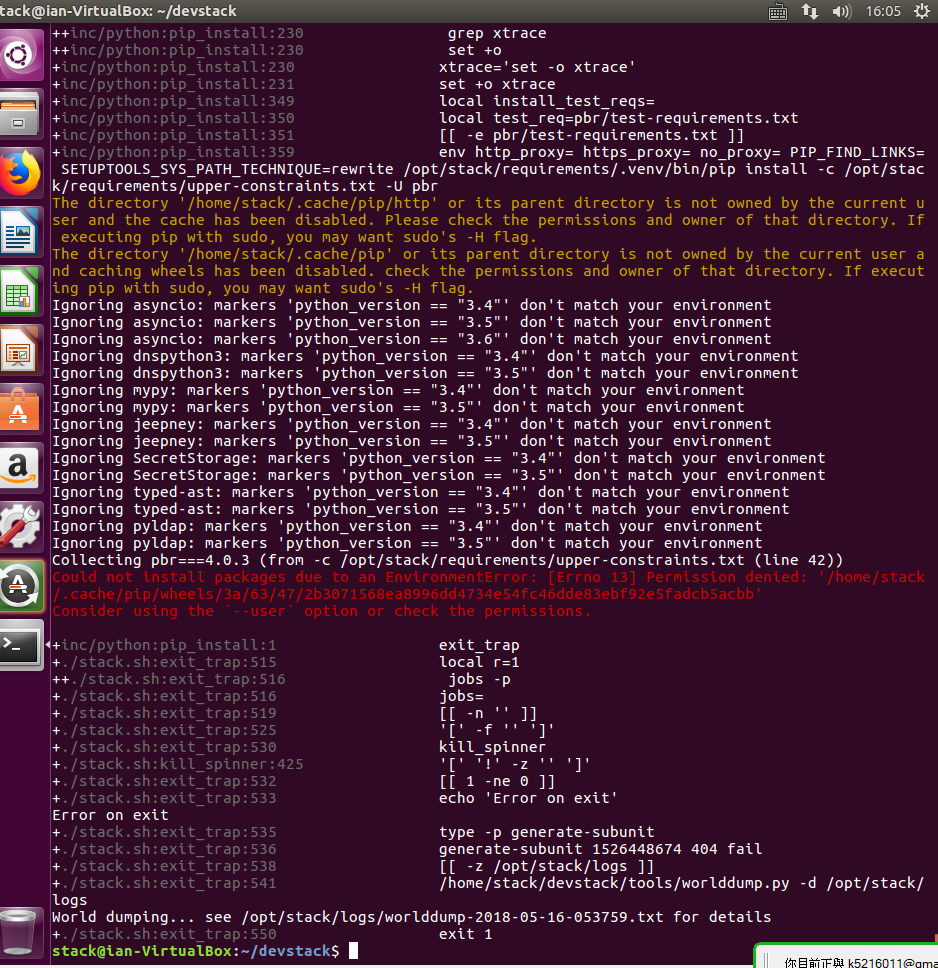 stack@ian-VirtualBox: ~/devstack
16:05
++inc/python:pip_install:230 grep xtrace
++inc/python:pip_install:230 set +o
+inc/python:pip_install:230 xtrace='set -o xtrace'
+inc/python:pip_install:231 set +o xtrace
+inc/python:pip_install:349 local install_test_reqs=
+inc/python:pip_install:350 local test_req=pbr/test-requirements.txt
+inc/python:pip_install:351 [[ -e pbr/test-requirements.txt ]]
+inc/python:pip_install:359 env http_proxy= https_proxy= no_proxy= PIP_FIND_LINKS=
 SETUPTOOLS_SYS_PATH_TECHNIQUE=rewrite /opt/stack/requirements/.venv/bin/pip install -c /opt/stac
k/requirements/upper-constraints.txt -U pbr
The directory '/home/stack/.cache/pip/http' or its parent directory is not owned by the current u
ser and the cache has been disabled. Please check the permissions and owner of that directory. If
 executing pip with sudo, you may want sudo's -H flag.
The directory '/home/stack/.cache/pip' or its parent directory is not owned by the current user a
nd caching wheels has been disabled. check the permissions and owner of that directory. If execut
ing pip with sudo, you may want sudo's -H flag.
Ignoring asyncio: markers 'python_version == "3.4"' don't match your environment
Ignoring asyncio: markers 'python_version == "3.5"' don't match your environment
Ignoring asyncio: markers 'python_version == "3.6"' don't match your environment
Ignoring dnspython3: markers 'python_version == "3.4"' don't match your environment
Ignoring dnspython3: markers 'python_version == "3.5"' don't match your environment
Ignoring mypy: markers 'python_version == "3.4"' don't match your environment
Ignoring mypy: markers 'python_version == "3.5"' don't match your environment
Ignoring jeepney: markers 'python_version == "3.4"' don't match your environment
Ignoring jeepney: markers 'python_version == "3.5"' don't match your environment
Ignoring SecretStorage: markers 'python_version == "3.4"' don't match your environment
Ignoring SecretStorage: markers 'python_version == "3.5"' don't match your environment
Ignoring typed-ast: markers 'python_version == "3.4"' don't match your environment
Ignoring typed-ast: markers 'python_version == "3.5"' don't match your environment
Ignoring pyldap: markers 'python_version == "3.4"' don't match your environment
Ignoring pyldap: markers 'python_version == "3.5"' don't match your environment
Collecting pbr===4.0.3 (from -c /opt/stack/requirements/upper-constraints.txt (line 42))
Could not install packages due to an EnvironmentError: [Errno 13] Permission denied: '/home/stack
/.cache/pip/wheels/3a/63/47/2b3071568ea8996dd4734e54fc46dde83ebf92e5fadcb5acbb'
Consider using the `--user` option or check the permissions.
+inc/python:pip_install:1 exit_trap
+./stack.sh:exit_trap:515 local r=1
++./stack.sh:exit_trap:516 jobs -p
+./stack.sh:exit_trap:516 jobs=
+./stack.sh:exit_trap:519 [[ -n '' ]]
+./stack.sh:exit_trap:525 '[' -f '' ']'
+./stack.sh:exit_trap:530 kill_spinner
+./stack.sh:kill_spinner:425 '[' '!' -z '' ']'
+./stack.sh:exit_trap:532 [[ 1 -ne 0 ]]
+./stack.sh:exit_trap:533 echo 'Error on exit'
Error on exit
+./stack.sh:exit_trap:535 type -p generate-subunit
+./stack.sh:exit_trap:536 generate-subunit 1526448674 404 fail
+./stack.sh:exit_trap:538 [[ -z /opt/stack/logs ]]
+./stack.sh:exit_trap:541 /home/stack/devstack/tools/worlddump.py -d /opt/stack/
logs
World dumping... see /opt/stack/logs/worlddump-2018-05-16-053759.txt for details
+./stack.sh:exit_trap:550 exit 1
stack@ian-VirtualBox:~/devstack$
你目前正與 k5216011@gma